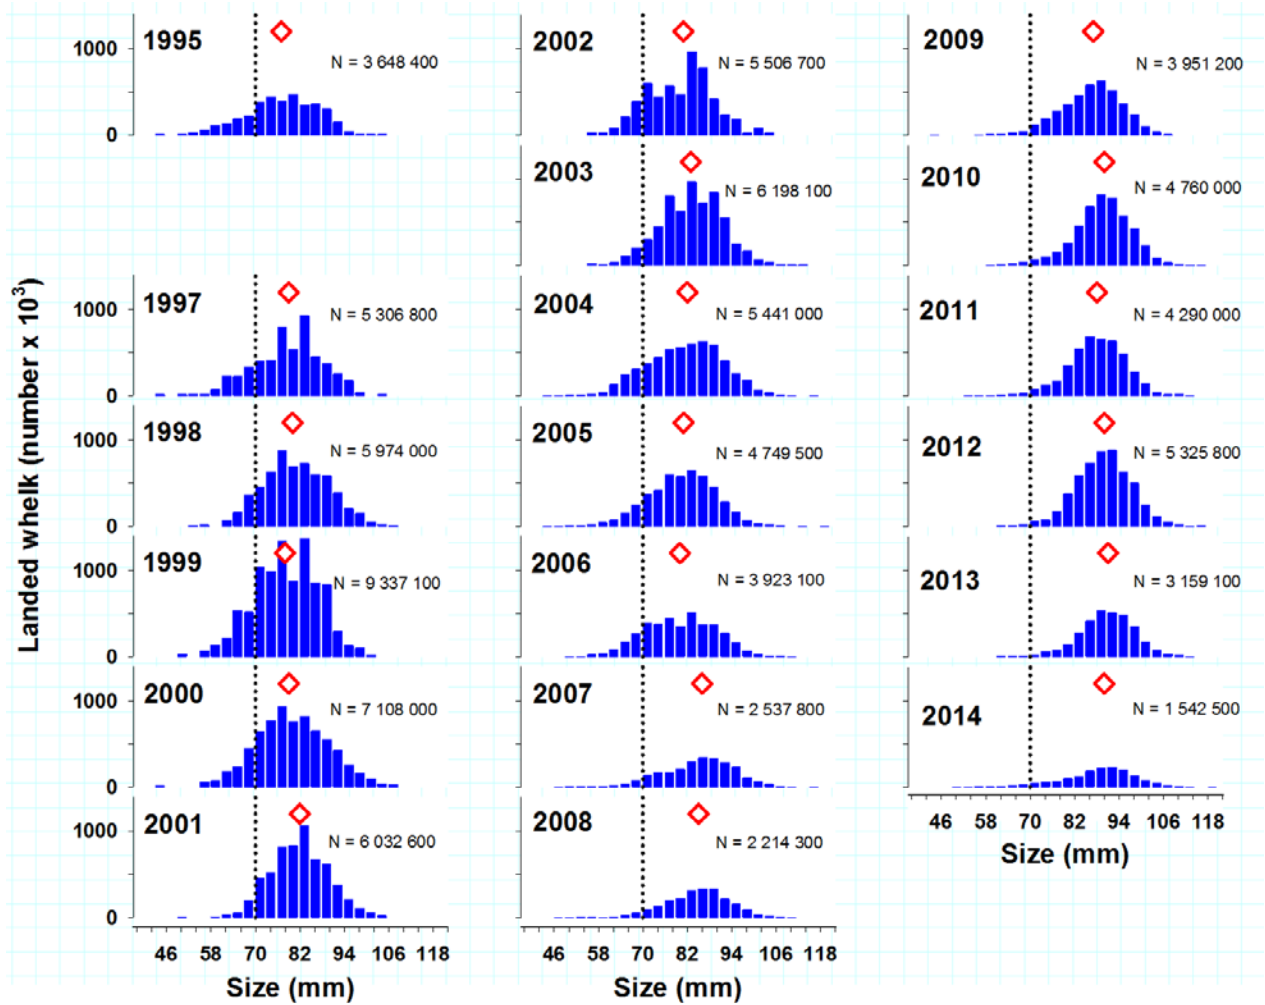 Landed whelk (number x 10³)
1995
N = 3 648 400
1000
0
1997
N = 5 306 800
1000
0
1998
N = 5 974 000
1000
0
1999
N = 9 337 100
1000
0
2000
N = 7 108 000
1000
0
2001
N = 6 032 600
1000
0
46 58 70 82 94 106 118
Size (mm)
2002
N = 5 506 700
2003
N = 6 198 100
2004
N = 5 441 000
2005
N = 4 749 500
2006
N = 3 923 100
2007
N = 2 537 800
2008
N = 2 214 300
46 58 70 82 94 106 118
Size (mm)
2009
N = 3 951 200
2010
N = 4 760 000
2011
N = 4 290 000
2012
N = 5 325 800
2013
N = 3 159 100
2014
N = 1 542 500
46 58 70 82 94 106 118
Size (mm)